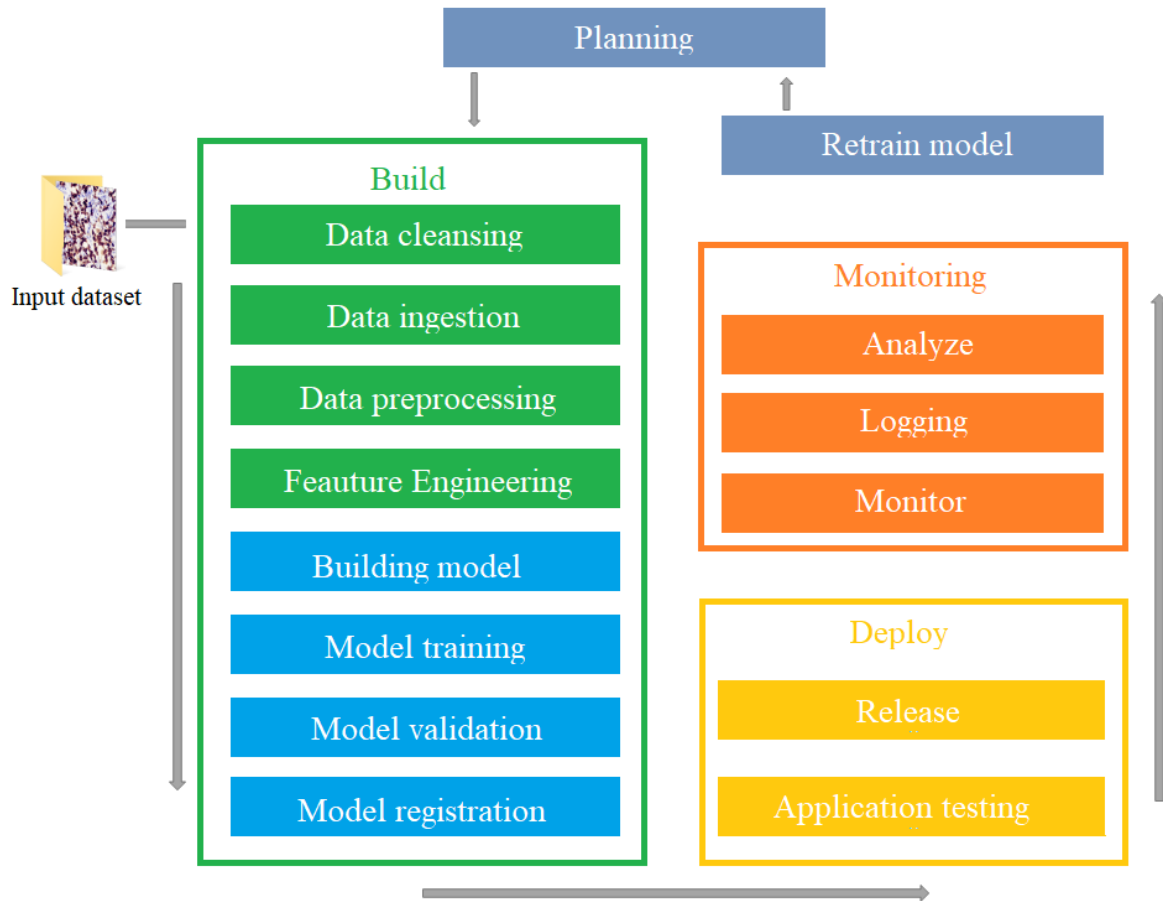 Planning
Retrain model
Build
Data cleansing
Data ingestion
Data preprocessing
Feauture Engineering
Building model
Model training
Model validation
Model registration
Input dataset
Monitoring
Analyze
Logging
Monitor
Deploy
Release
Application testing